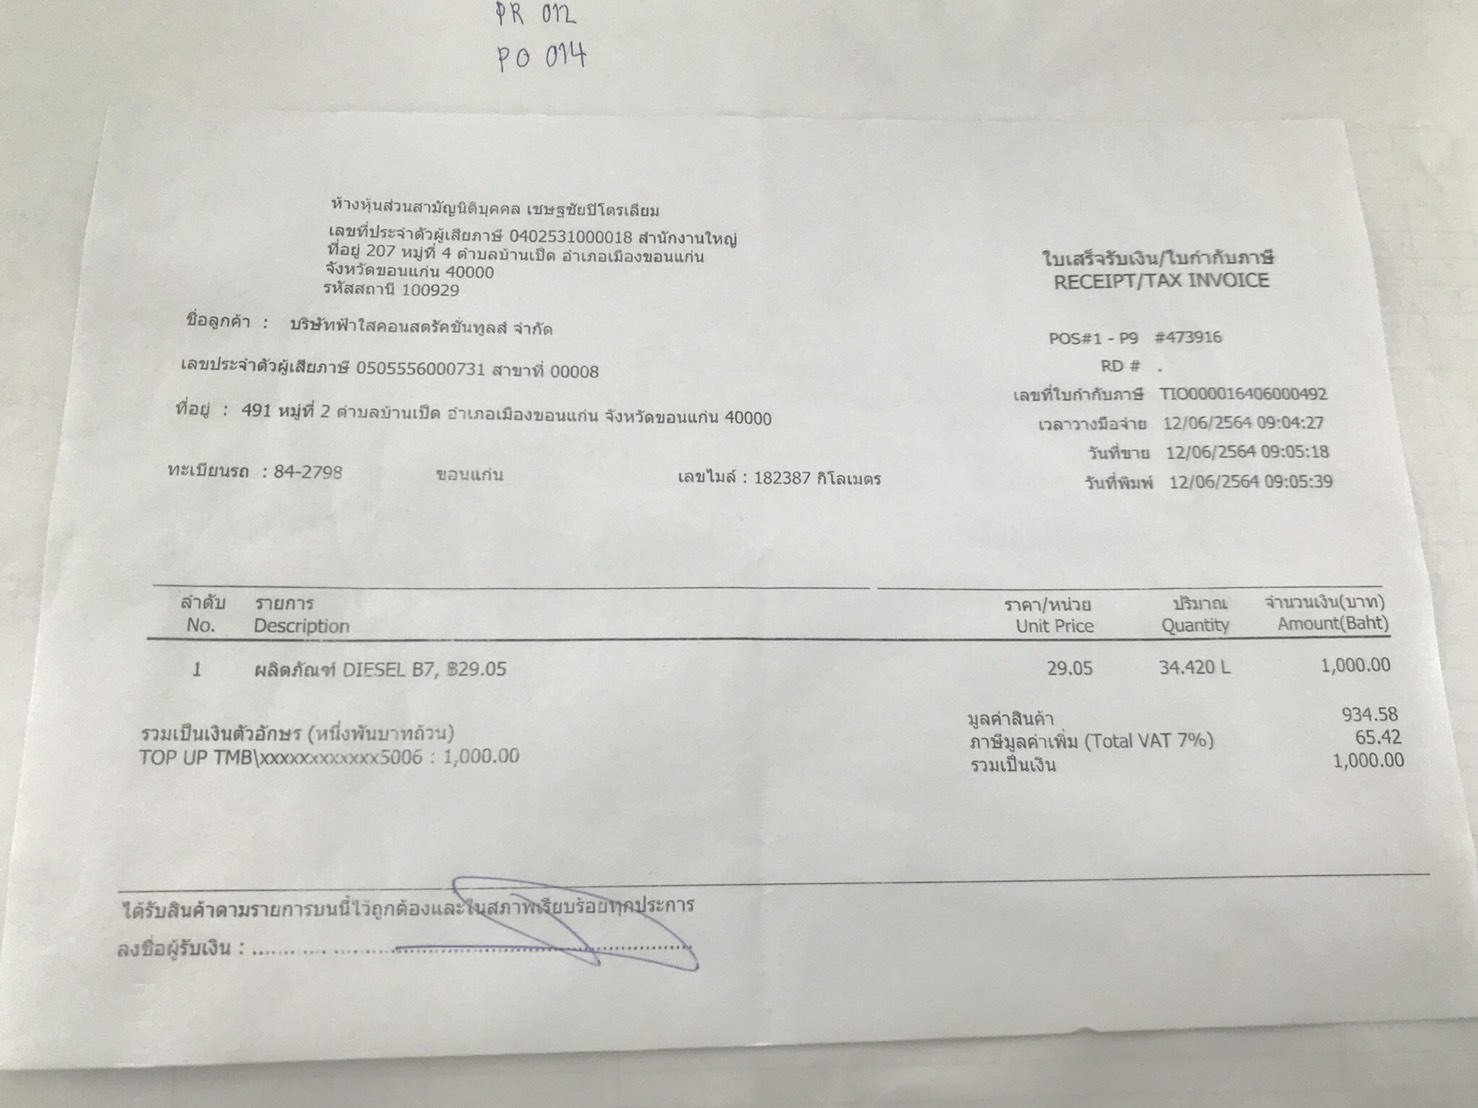 PR 012
PO 014
ห้างหุ้นส่วนสามัญนิติบุคคล เชษฐชัยปิโตรเลียม
เลขที่ประจำตัวผู้เสียภาษี 0402531000018 สำนักงานใหญ่
ที่อยู่ 207 หมู่ที่ 4 ตำบลบ้านเป็ด อำเภอเมืองขอนแก่น
จังหวัดขอนแก่น 40000
รหัสสถานี 100929
ใบเสร็จรับเงิน/ใบกำกับภาษี
RECEIPT/TAX INVOICE
ชื่อลูกค้า : บริษัทฟ้าใสคอนสตรัคชั่นทูลส์ จำกัด
เลขประจำตัวผู้เสียภาษี 0505556000731 สาขาที่ 00008
ที่อยู่ : 491 หมู่ที่ 2 ตำบลบ้านเป็ด อำเภอเมืองขอนแก่น จังหวัดขอนแก่น 40000
ทะเบียนรถ : 84-2798 ขอนแก่น เลขไมล์ : 182387 กิโลเมตร
POS#1 - P9 #473916
RD # .
เลขที่ใบกำกับภาษี TIO000016406000492
เวลาวางมือจ่าย 12/06/2564 09:04:27
วันที่ขาย 12/06/2564 09:05:18
วันที่พิมพ์ 12/06/2564 09:05:39
ลำดับ รายการ ราคา/หน่วย ปริมาณ จำนวนเงิน(บาท)
No. Description Unit Price Quantity Amount(Baht)
1 ผลิตภัณฑ์ DIESEL B7, ฿29.05 29.05 34.420 L 1,000.00
รวมเป็นเงินตัวอักษร (หนึ่งพันบาทถ้วน)
TOP UP TMB\xxxxxxxxxxxx5006 : 1,000.00
มูลค่าสินค้า 934.58
ภาษีมูลค่าเพิ่ม (Total VAT 7%) 65.42
รวมเป็นเงิน 1,000.00
ได้รับสินค้าตามรายการบนนี้ไว้ถูกต้องและในสภาพเรียบร้อยทุกประการ
ลงชื่อผู้รับเงิน :